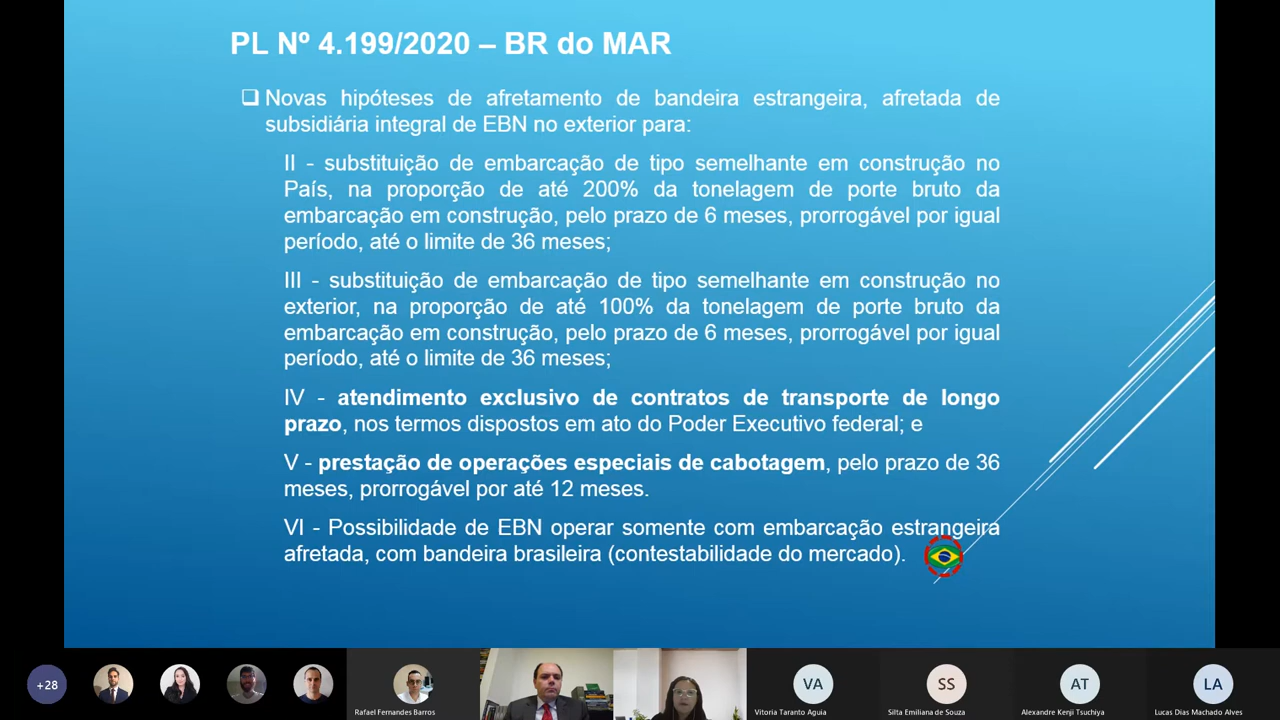 PL Nº 4.199/2020 – BR do MAR
Novas hipóteses de afretamento de bandeira estrangeira, afretada de
subsidiária integral de EBN no exterior para:
II - substituição de embarcação de tipo semelhante em construção no
País, na proporção de até 200% da tonelagem de porte bruto da
embarcação em construção, pelo prazo de 6 meses, prorrogável por igual
período, até o limite de 36 meses;
III - substituição de embarcação de tipo semelhante em construção no
exterior, na proporção de até 100% da tonelagem de porte bruto da
embarcação em construção, pelo prazo de 6 meses, prorrogável por igual
período, até o limite de 36 meses;
IV - atendimento exclusivo de contratos de transporte de longo
prazo, nos termos dispostos em ato do Poder Executivo federal; e
V - prestação de operações especiais de cabotagem, pelo prazo de 36
meses, prorrogável por até 12 meses.
VI - Possibilidade de EBN operar somente com embarcação estrangeira
afretada, com bandeira brasileira (contestabilidade do mercado).
+28
VA
SS
AT
LA
Rafael Fernandes Barros
Vitoria Taranto Aguia
Silta Emiliana de Souza
Alexandre Kenji Tsuchiya
Lucas Dias Machado Alves